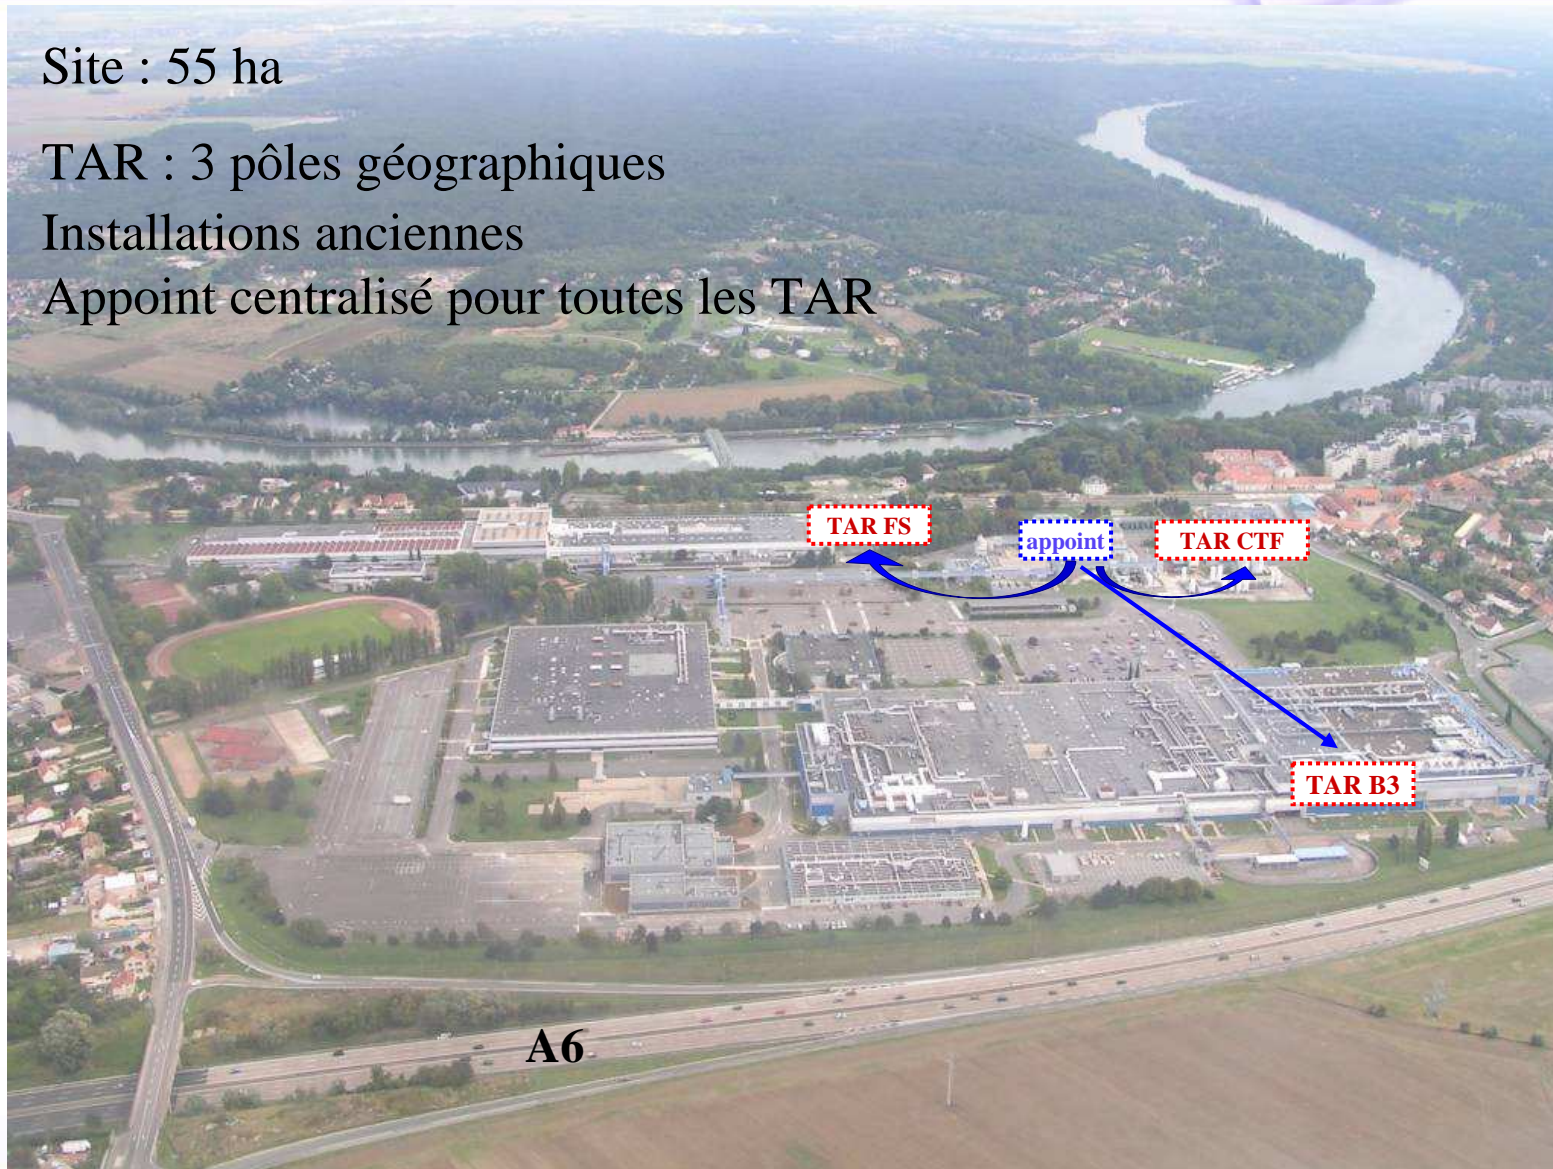 Site : 55 ha
TAR : 3 pôles géographiques
Installations anciennes
Appoint centralisé pour toutes les TAR
TAR FS
appoint
TAR CTF
TAR B3
A6